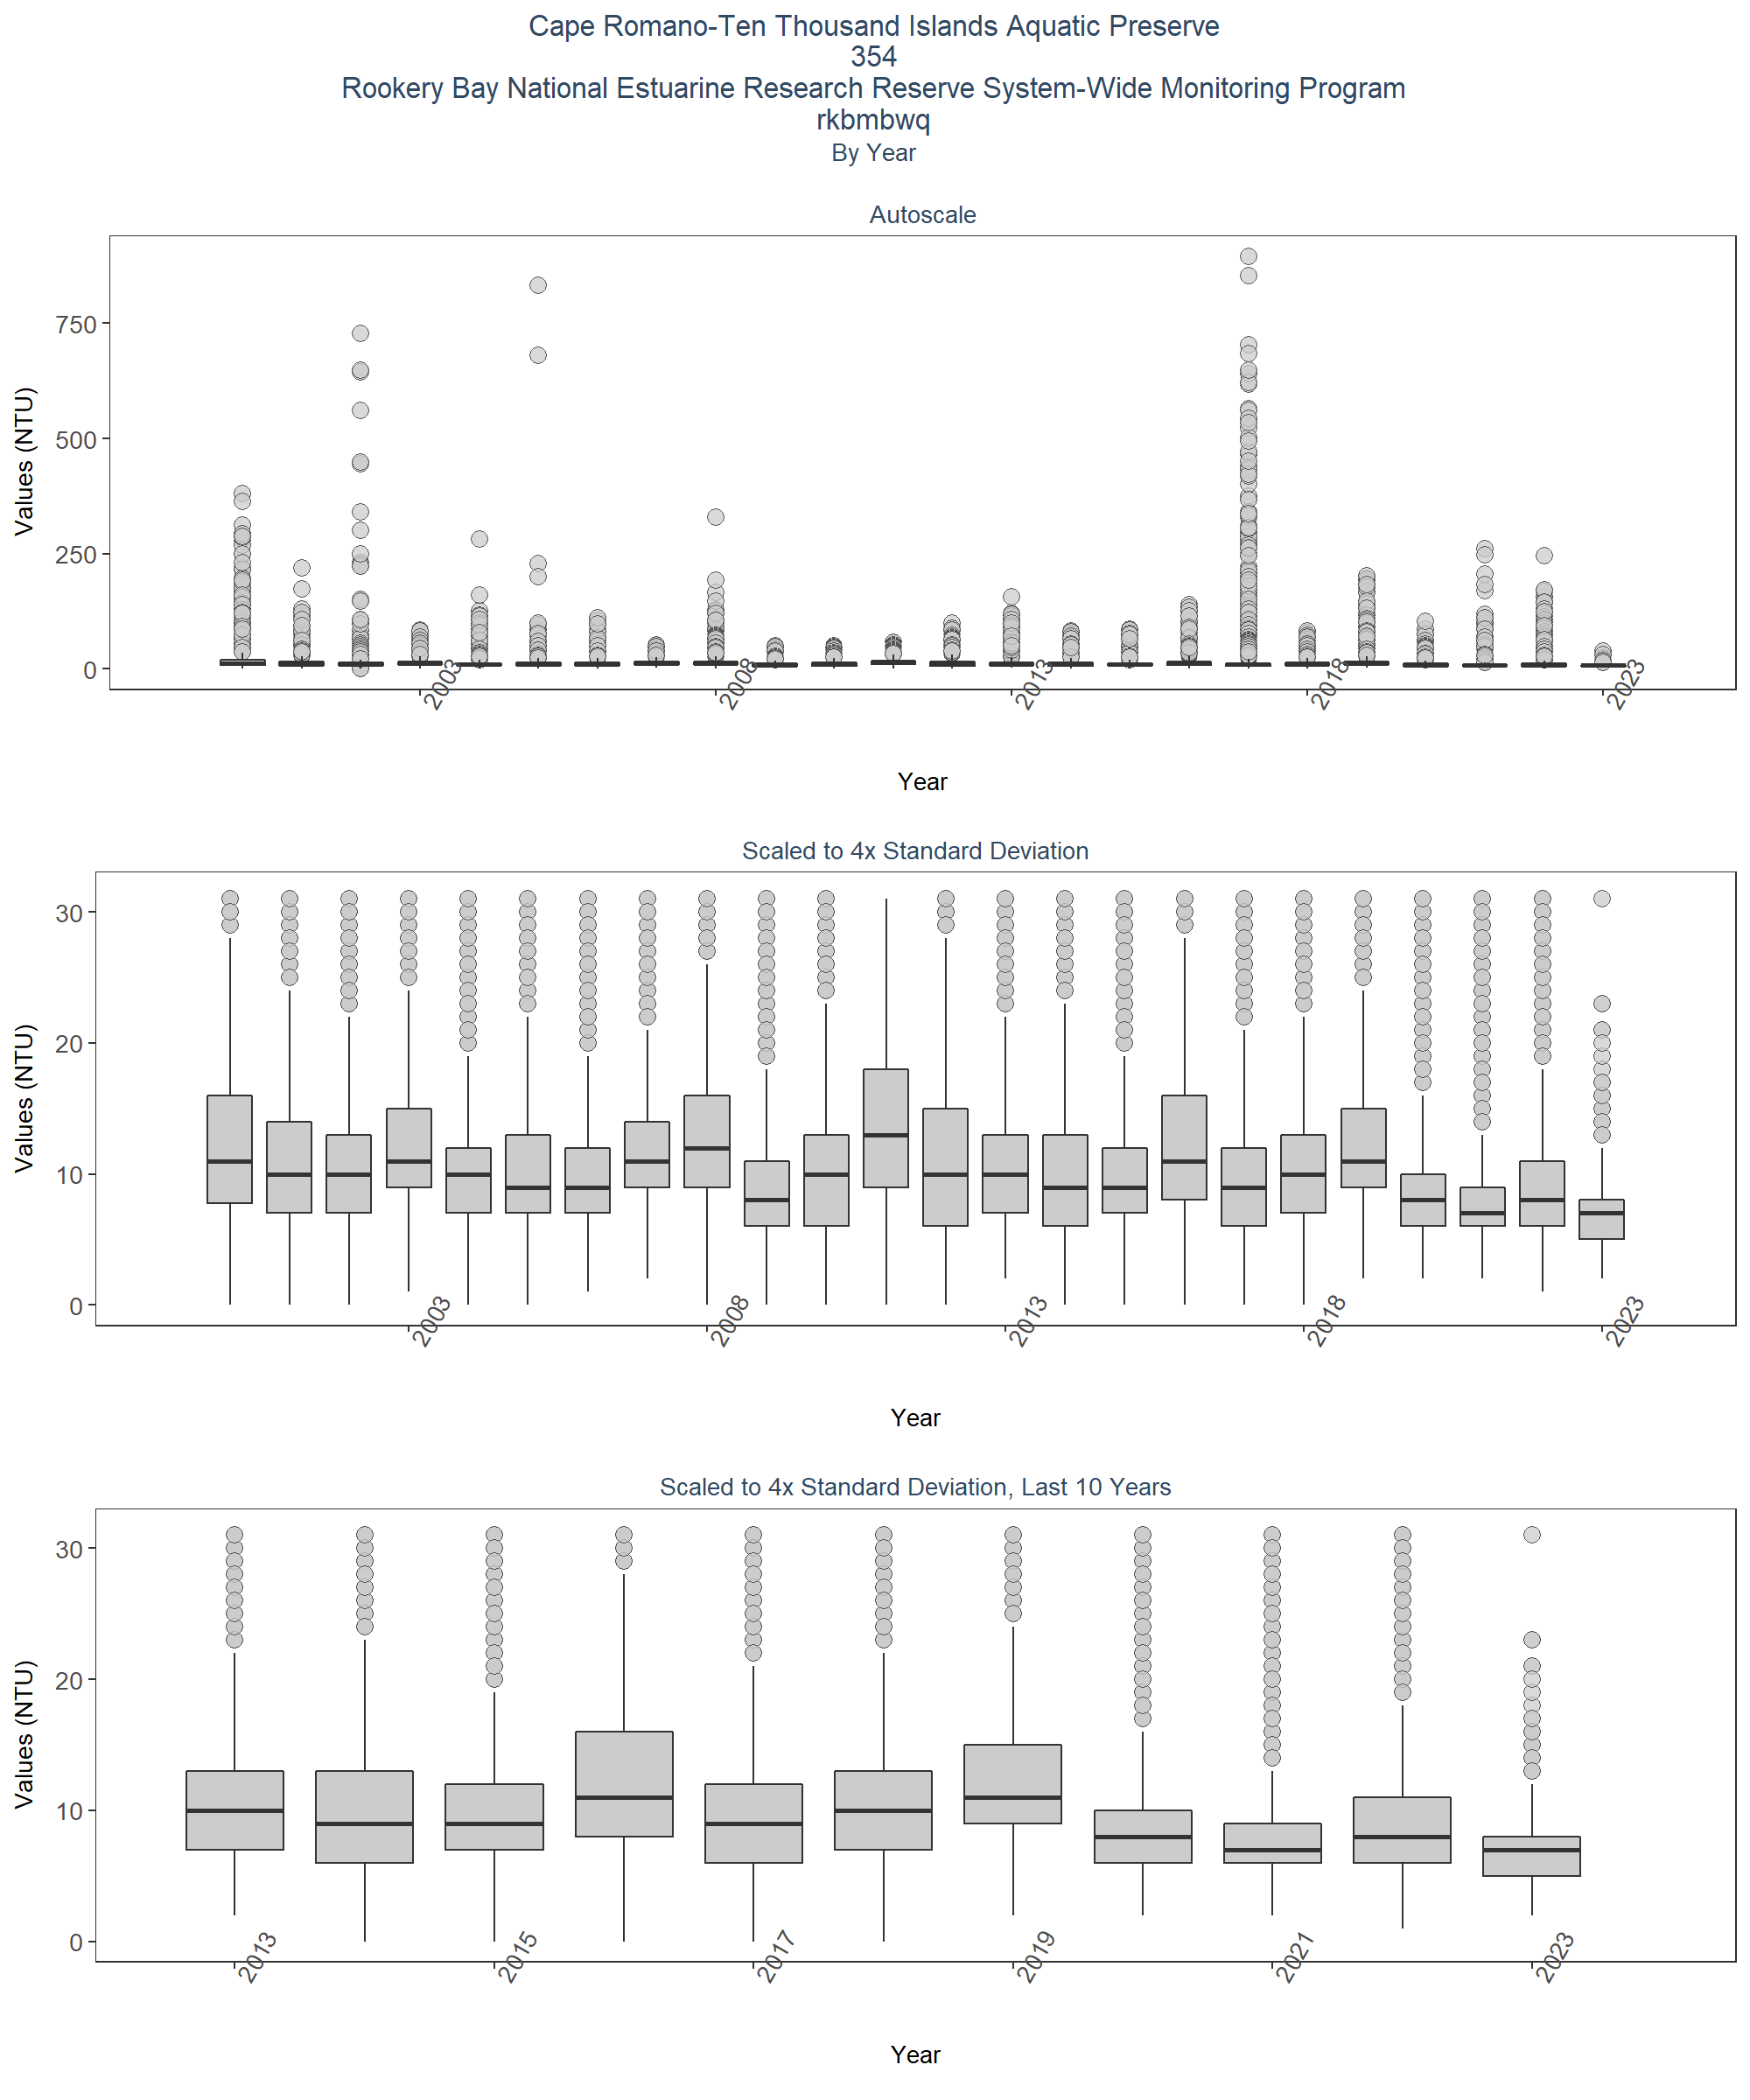 Cape Romano-Ten Thousand Islands Aquatic Preserve
354
Rookery Bay National Estuarine Research Reserve System-Wide Monitoring Program
rkbmbwq
By Year
Autoscale
Values (NTU)
750
500
250
0
2003
2008
2013
2018
2023
Year
Scaled to 4x Standard Deviation
Values (NTU)
30
20
10
0
2003
2008
2013
2018
2023
Year
Scaled to 4x Standard Deviation, Last 10 Years
Values (NTU)
30
20
10
0
2013
2015
2017
2019
2021
2023
Year